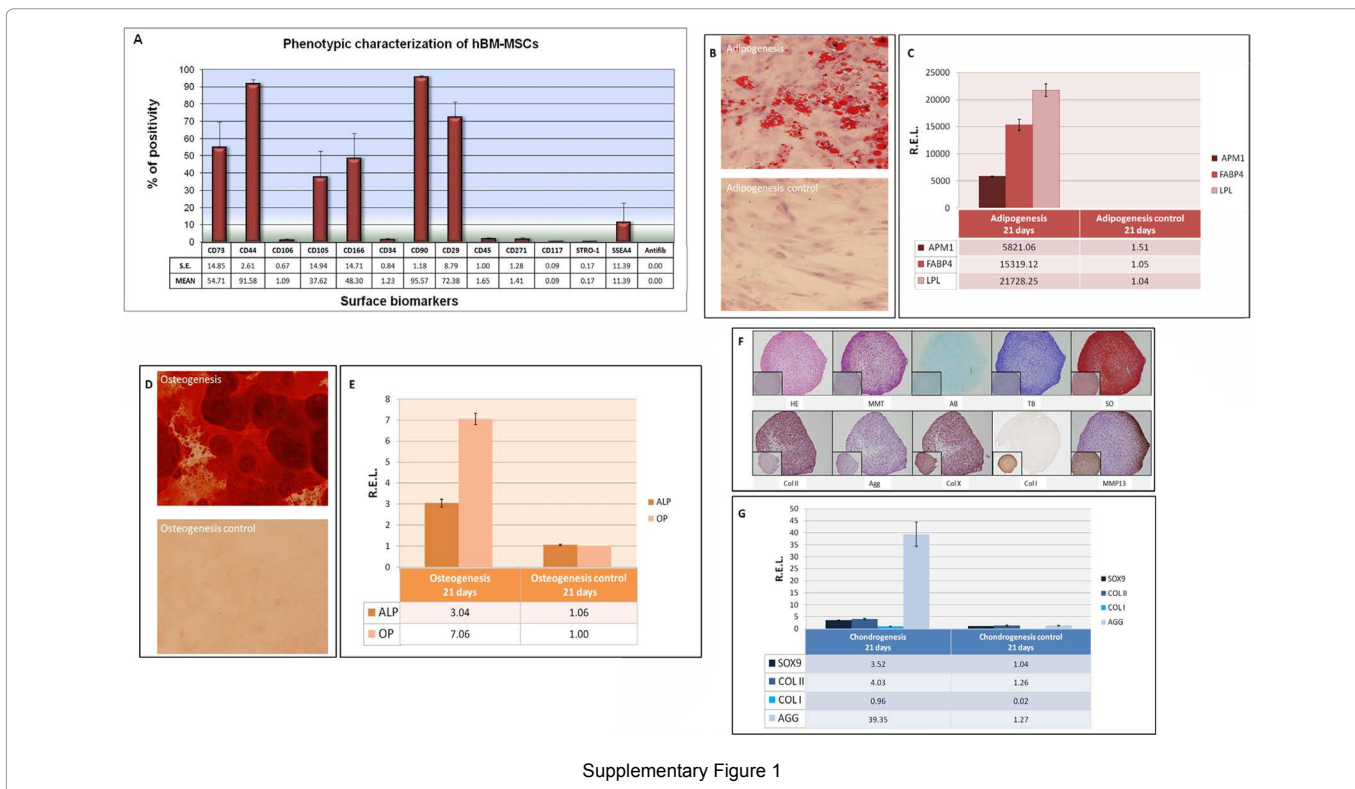 A
Phenotypic characterization of hBM-MSCs
% of positivity
100
90
80
70
60
50
40
30
20
10
0
CD73 CD44 CD106 CD105 CD166 CD34 CD90 CD29 CD45 CD271 CD117 STRO-1 SSEA4 Antifib
S.E. 14.85 2.61 0.67 14.94 14.71 0.84 1.18 8.79 1.00 1.28 0.09 0.17 11.39 0.00
MEAN 54.71 91.58 1.09 37.62 48.30 1.23 95.57 72.38 1.65 1.41 0.09 0.17 11.39 0.00
Surface biomarkers
B
Adipogenesis
Adipogenesis control
C
R.E.L.
25000
20000
15000
10000
5000
0
APM1
FABP4
LPL
Adipogenesis Adipogenesis control
21 days 21 days
APM1 5821.06 1.51
FABP4 15319.12 1.05
LPL 21728.25 1.04
D
Osteogenesis
Osteogenesis control
E
R.E.L.
8
7
6
5
4
3
2
1
0
ALP
OP
Osteogenesis Osteogenesis control
21 days 21 days
ALP 3.04 1.06
OP 7.06 1.00
F
HE MMT AB TB SO
Col II Agg Col X Col I MMP13
G
R.E.L.
50
45
40
35
30
25
20
15
10
5
0
SOX9
COL II
COL I
AGG
Chondrogenesis Chondrogenesis control
21 days 21 days
SOX9 3.52 1.04
COL II 4.03 1.26
COL I 0.96 0.02
AGG 39.35 1.27
Supplementary Figure 1